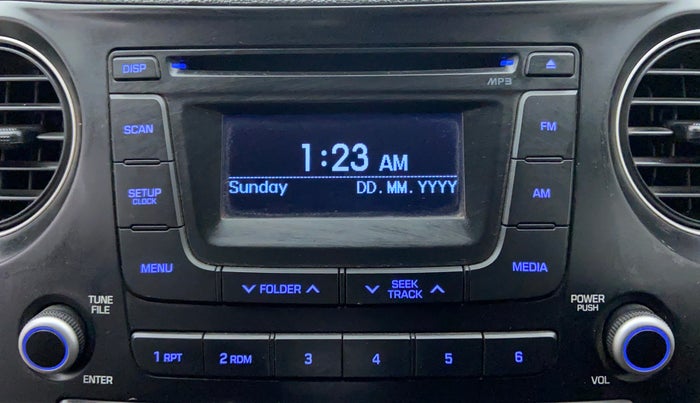 DISP
MP3
SCAN
FM
1:23 AM
Sunday DD.MM.YYYY
SETUP
CLOCK
AM
MENU
MEDIA
FOLDER
SEEK
TRACK
TUNE
FILE
POWER
PUSH
1 RPT 2 RDM 3 4 5 6
ENTER
VOL